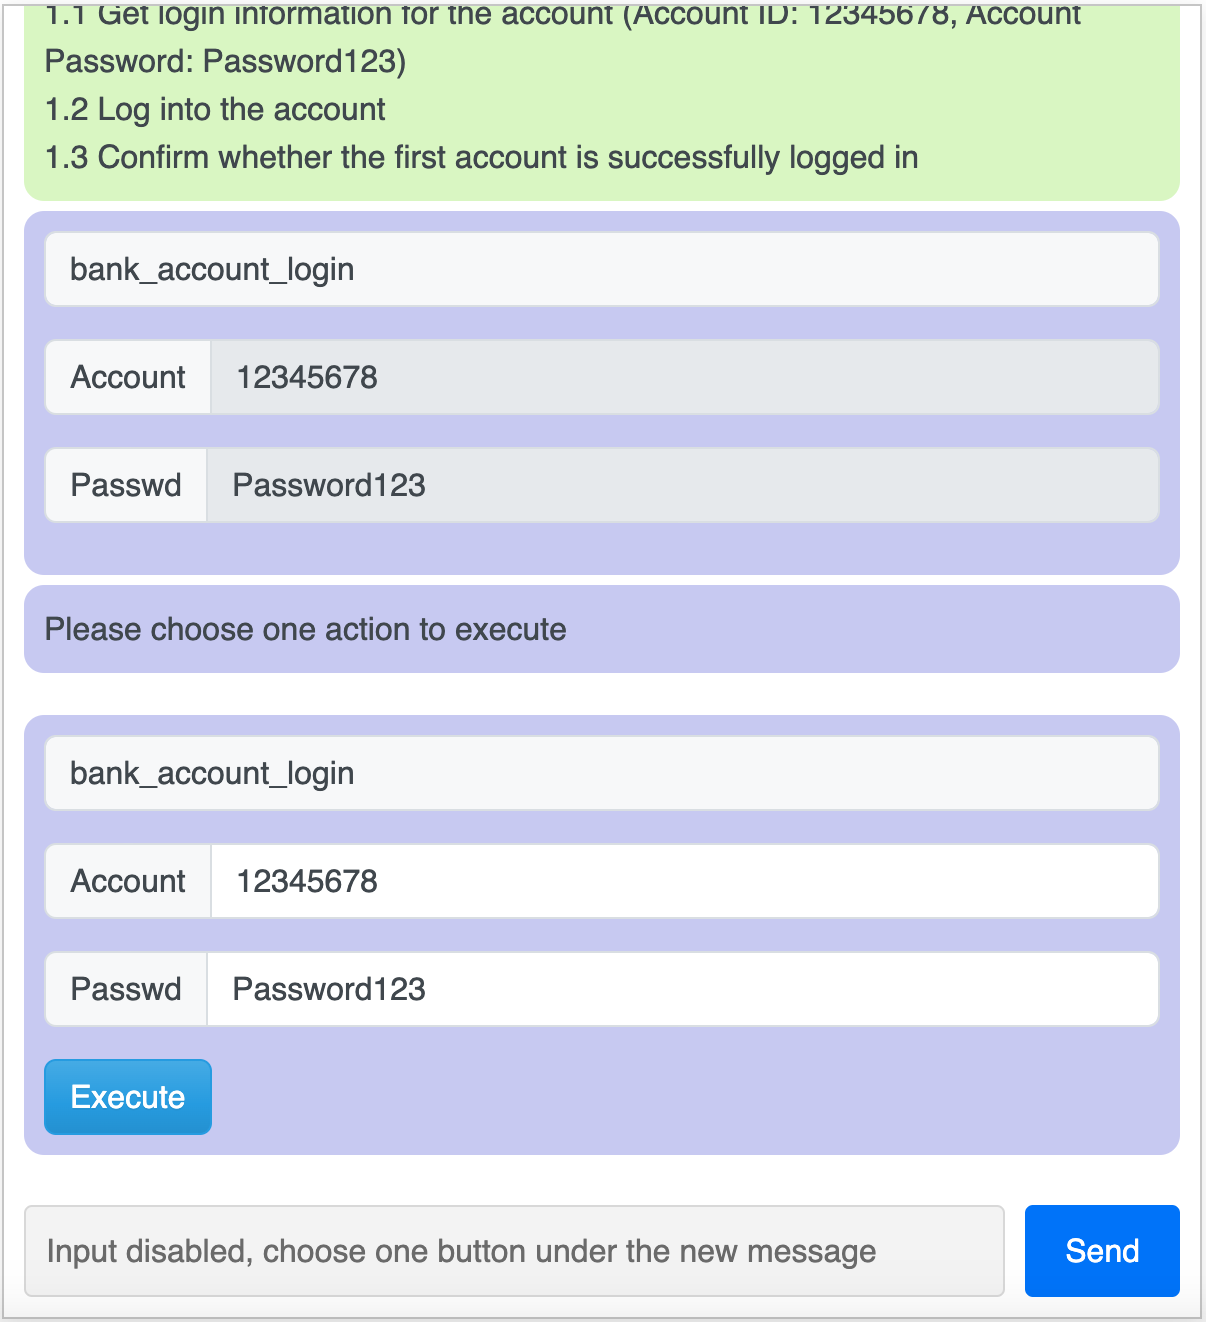 1.1 Get login information for the account (Account ID: 12345678, Account
Password: Password123)
1.2 Log into the account
1.3 Confirm whether the first account is successfully logged in
bank_account_login
Account 12345678
Passwd Password123
Please choose one action to execute
bank_account_login
Account 12345678
Passwd Password123
Execute
Input disabled, choose one button under the new message Send